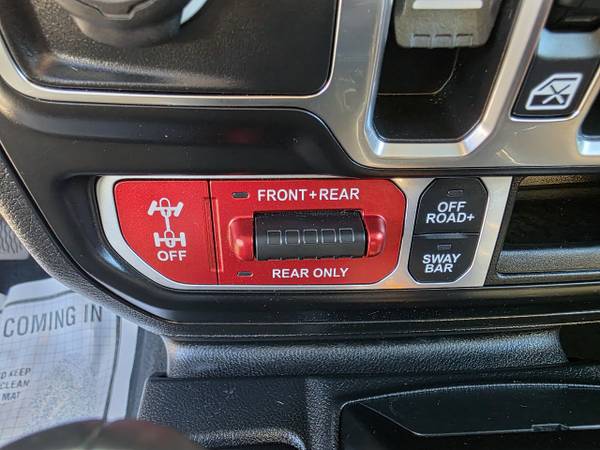 FRONT+REAR
OFF
REAR ONLY
OFF
ROAD+
SWAY
BAR
COMING IN
KEEP
CLEAN
MAT